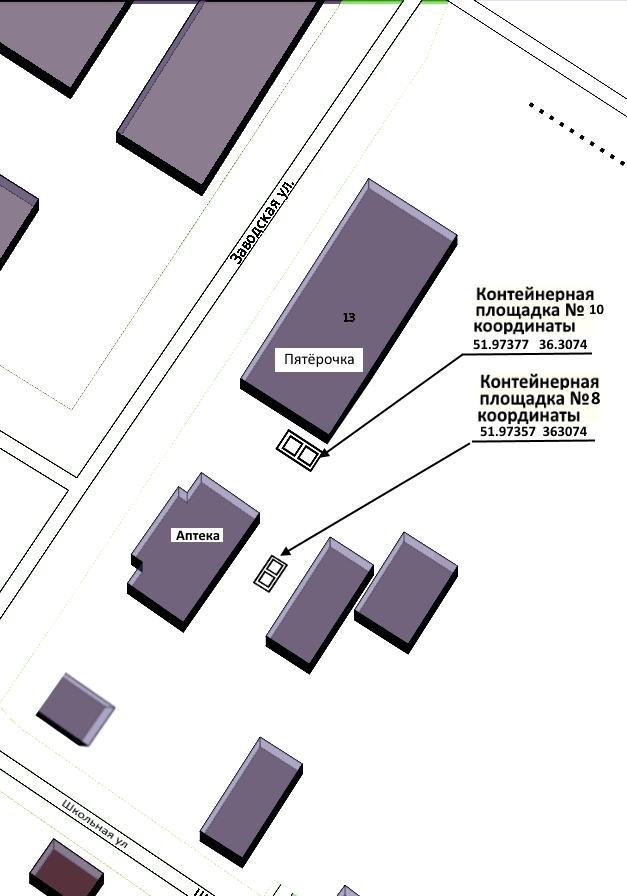 Заводская ул.
13
Пятёрочка
Контейнерная
площадка № 10
координаты
51.97377 36.3074
Контейнерная
площадка №8
координаты
51.97357 363074
Аптека
Школьная ул